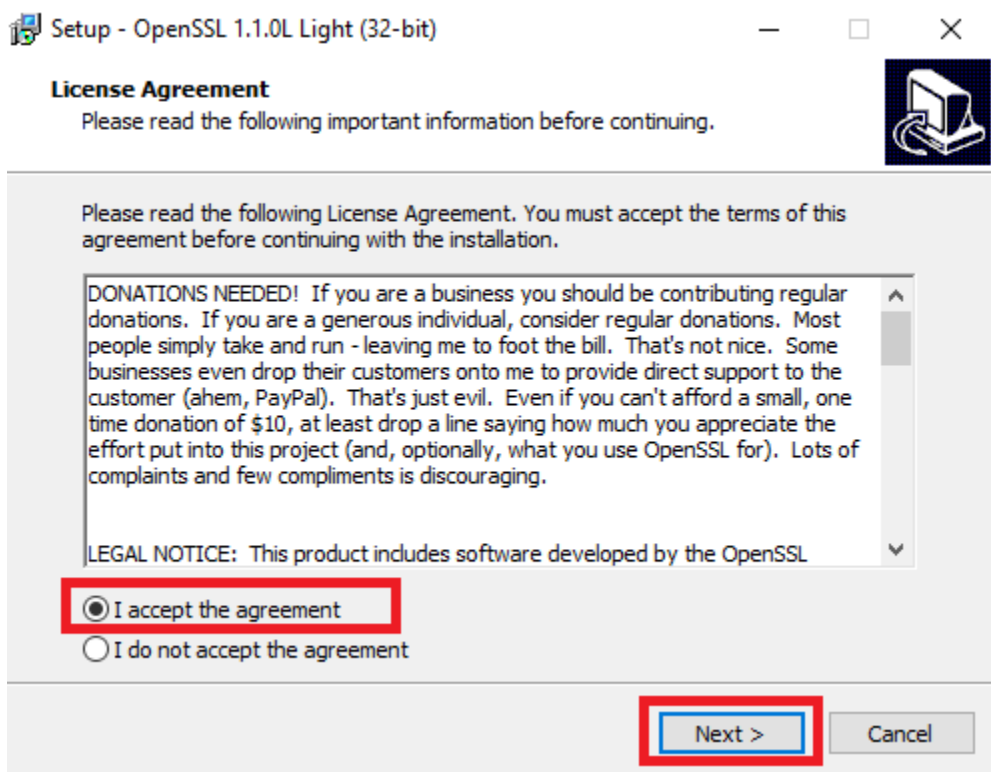 Setup - OpenSSL 1.1.0L Light (32-bit)
License Agreement
Please read the following important information before continuing.
Please read the following License Agreement. You must accept the terms of this
agreement before continuing with the installation.
DONATIONS NEEDED!  If you are a business you should be contributing regular
donations.  If you are a generous individual, consider regular donations.  Most
people simply take and run - leaving me to foot the bill.  That's not nice.  Some
businesses even drop their customers onto me to provide direct support to the
customer (ahem, PayPal).  That's just evil.  Even if you can't afford a small, one
time donation of $10, at least drop a line saying how much you appreciate the
effort put into this project (and, optionally, what you use OpenSSL for).  Lots of
complaints and few compliments is discouraging.
LEGAL NOTICE:  This product includes software developed by the OpenSSL
I accept the agreement
I do not accept the agreement
Next >
Cancel